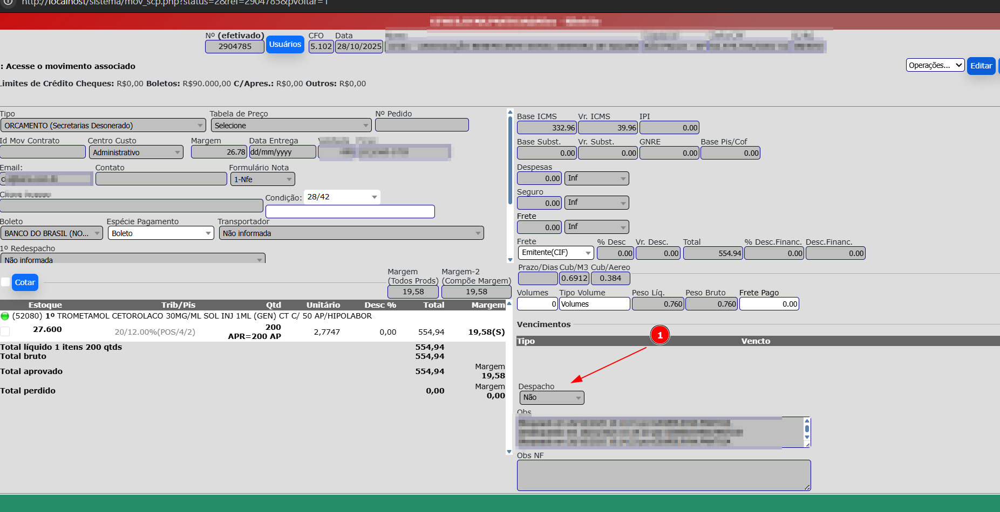 http://localhost/sistema/mov_scp.php?status=2&ref=2904785&pvoltar=1
Nº (efetivado)
2904785
Usuários
CFO
5.102
Data
28/10/2025
: Acesse o movimento associado
Operações...
Editar
Limites de Crédito Cheques: R$0,00 Boletos: R$90.000,00 C/Apres.: R$0,00 Outros: R$0,00
Tipo
ORCAMENTO (Secretarias Desonerado)
Tabela de Preço
Selecione
Nº Pedido
Id Mov Contrato
Centro Custo
Administrativo
Margem
26.78
Data Entrega
dd/mm/yyyy
Email:
Contato
Formulário Nota
1-Nfe
Condição: 28/42
Boleto
BANCO DO BRASIL (NO...
Espécie Pagamento
Boleto
Transportador
Não informada
1º Redespacho
Não informada
Base ICMS
332.96
Vr. ICMS
39.96
IPI
0.00
Base Subst.
0.00
Vr. Subst.
0.00
GNRE
0.00
Base Pis/Cof
0.00
Despesas
0.00 Inf
Seguro
0.00 Inf
Frete
0.00 Inf
Frete
Emitente(CIF)
% Desc
0.00
Vr. Desc.
0.00
Total
554.94
% Desc.Financ.
0.00
Desc.Financ.
0.00
Prazo/Dias
Cub/M3
0.6912
Cub/Aereo
0.384
Volumes
0
Tipo Volume
Volumes
Peso Líq.
0.760
Peso Bruto
0.760
Frete Pago
0.00
Cotar
Margem
(Todos Prods)
19,58
Margem-2
(Compõe Margem)
19,58
Estoque Trib/Pis Qtd Unitário Desc % Total Margem
(52080) 1º TROMETAMOL CETOROLACO 30MG/ML SOL INJ 1ML (GEN) CT C/ 50 AP/HIPOLABOR
27.600 20/12.00%(POS/4/2) 200 2,7747 0,00 554,94 19,58(S)
APR=200 AP
Total líquido 1 itens 200 qtds 554,94
Total bruto 554,94
Total aprovado 554,94 Margem
19,58
Total perdido 0,00 Margem
0,00
Vencimentos
1
Tipo Vencto
Despacho
Não
Obs
Obs NF